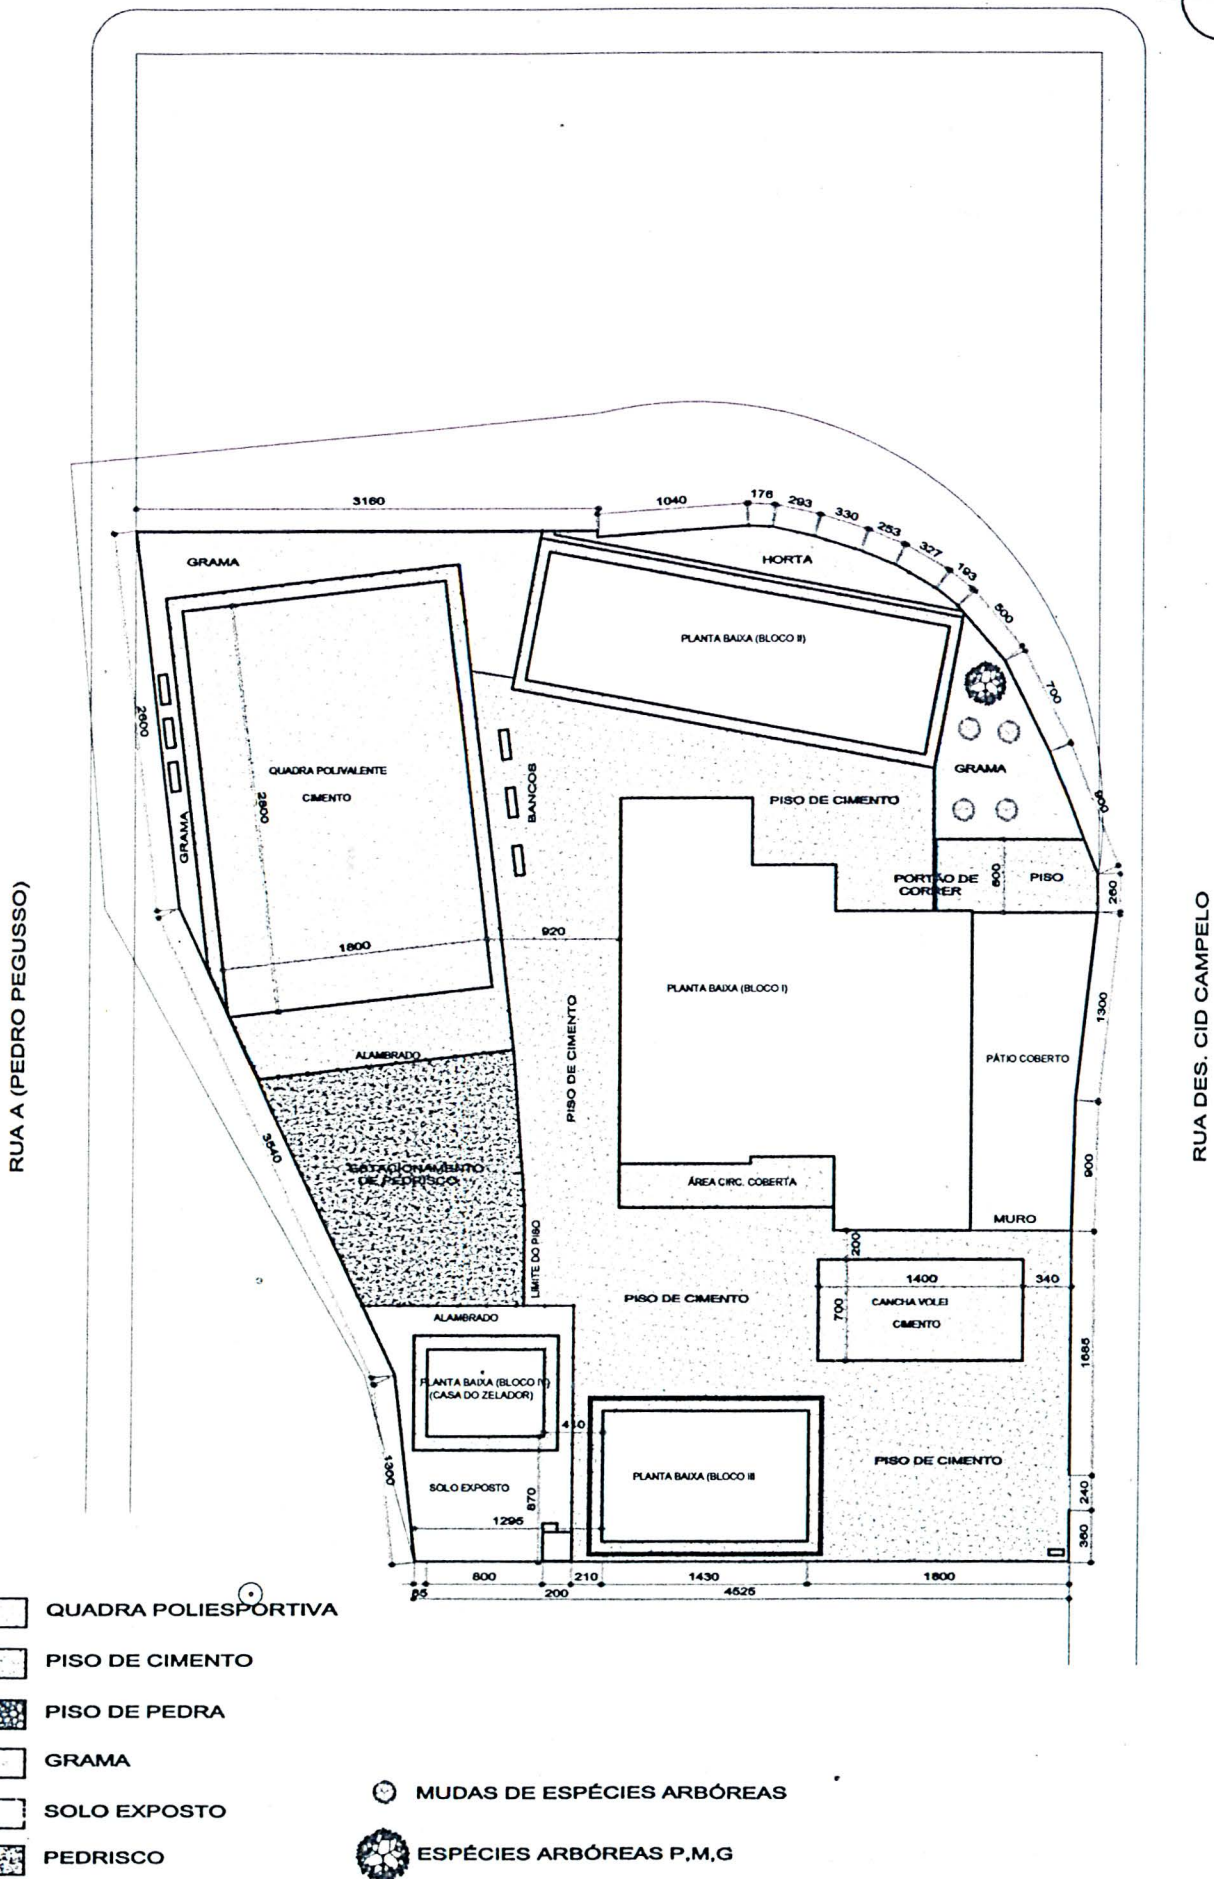 3160
1040
176
293
330
253
327
193
500
700
600
260
1300
900
1685
240
360
GRAMA
HORTA
PLANTA BAIXA (BLOCO II)
2600
QUADRA POLIVALENTE
CIMENTO
2800
1800
GRAMA
BANCOS
PISO DE CIMENTO
GRAMA
PORTÃO DE
CORRER
600
PISO
920
PLANTA BAIXA (BLOCO I)
PISO DE CIMENTO
PÁTIO COBERTO
ALAMBRADO
ESTACIONAMENTO
DE PEDRISCO
3540
ÁREA CIRC. COBERTA
MURO
LIMITE DO PISO
200
1400
340
700
CANCHA VOLEI
CIMENTO
PISO DE CIMENTO
ALAMBRADO
PLANTA BAIXA (BLOCO IV)
(CASA DO ZELADOR)
PLANTA BAIXA (BLOCO III
PISO DE CIMENTO
SOLO EXPOSTO
870
1300
1295
800
210
1430
1800
200
4525
RUA A (PEDRO PEGUSSO)
RUA DES. CID CAMPELO
QUADRA POLIESPORTIVA
PISO DE CIMENTO
PISO DE PEDRA
GRAMA
SOLO EXPOSTO
PEDRISCO
MUDAS DE ESPÉCIES ARBÓREAS
ESPÉCIES ARBÓREAS P,M,G